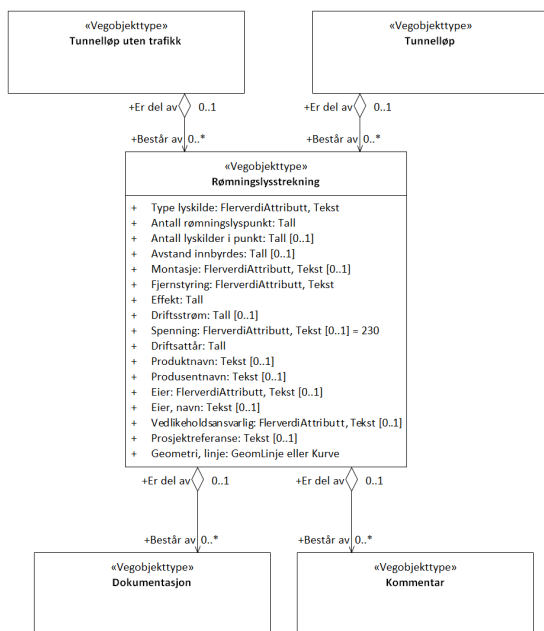 «Vegobjekttype»
Tunnelløp uten trafikk
«Vegobjekttype»
Tunnelløp
+Er del av 0..1
+Er del av 0..1
+Består av 0..*
+Består av 0..*
«Vegobjekttype»
Rømningslysstrekning
+ Type lyskilde: FlerverdiAttributt, Tekst
+ Antall rømningslyspunkt: Tall
+ Antall lyskilder i punkt: Tall [0..1]
+ Avstand innbyrdes: Tall [0..1]
+ Montasje: FlerverdiAttributt, Tekst [0..1]
+ Fjernstyring: FlerverdiAttributt, Tekst
+ Effekt: Tall
+ Driftsstrøm: Tall [0..1]
+ Spenning: FlerverdiAttributt, Tekst [0..1] = 230
+ Driftsattår: Tall
+ Produktnavn: Tekst [0..1]
+ Produsentnavn: Tekst [0..1]
+ Eier: FlerverdiAttributt, Tekst [0..1]
+ Eier, navn: Tekst [0..1]
+ Vedlikeholdsansvarlig: FlerverdiAttributt, Tekst [0..1]
+ Prosjektreferanse: Tekst [0..1]
+ Geometri, linje: GeomLinje eller Kurve
+Er del av 0..1
+Er del av 0..1
+Består av 0..*
+Består av 0..*
«Vegobjekttype»
Dokumentasjon
«Vegobjekttype»
Kommentar